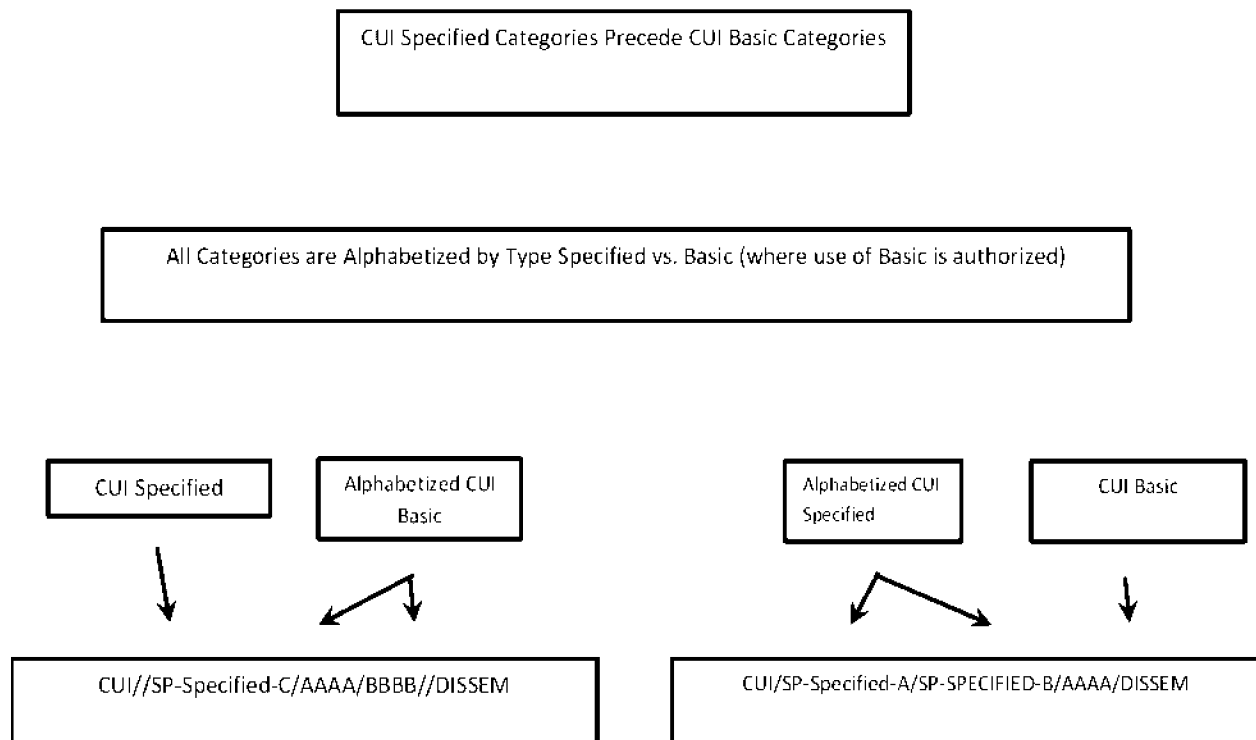 CUI Specified Categories Precede CUI Basic Categories
All Categories are Alphabetized by Type Specified vs. Basic (where use of Basic is authorized)
CUI Specified
Alphabetized CUI
Basic
Alphabetized CUI
Specified
CUI Basic
CUI//SP-Specified-C/AAAA/BBBB//DISSEM
CUI/SP-Specified-A/SP-SPECIFIED-B/AAAA/DISSEM